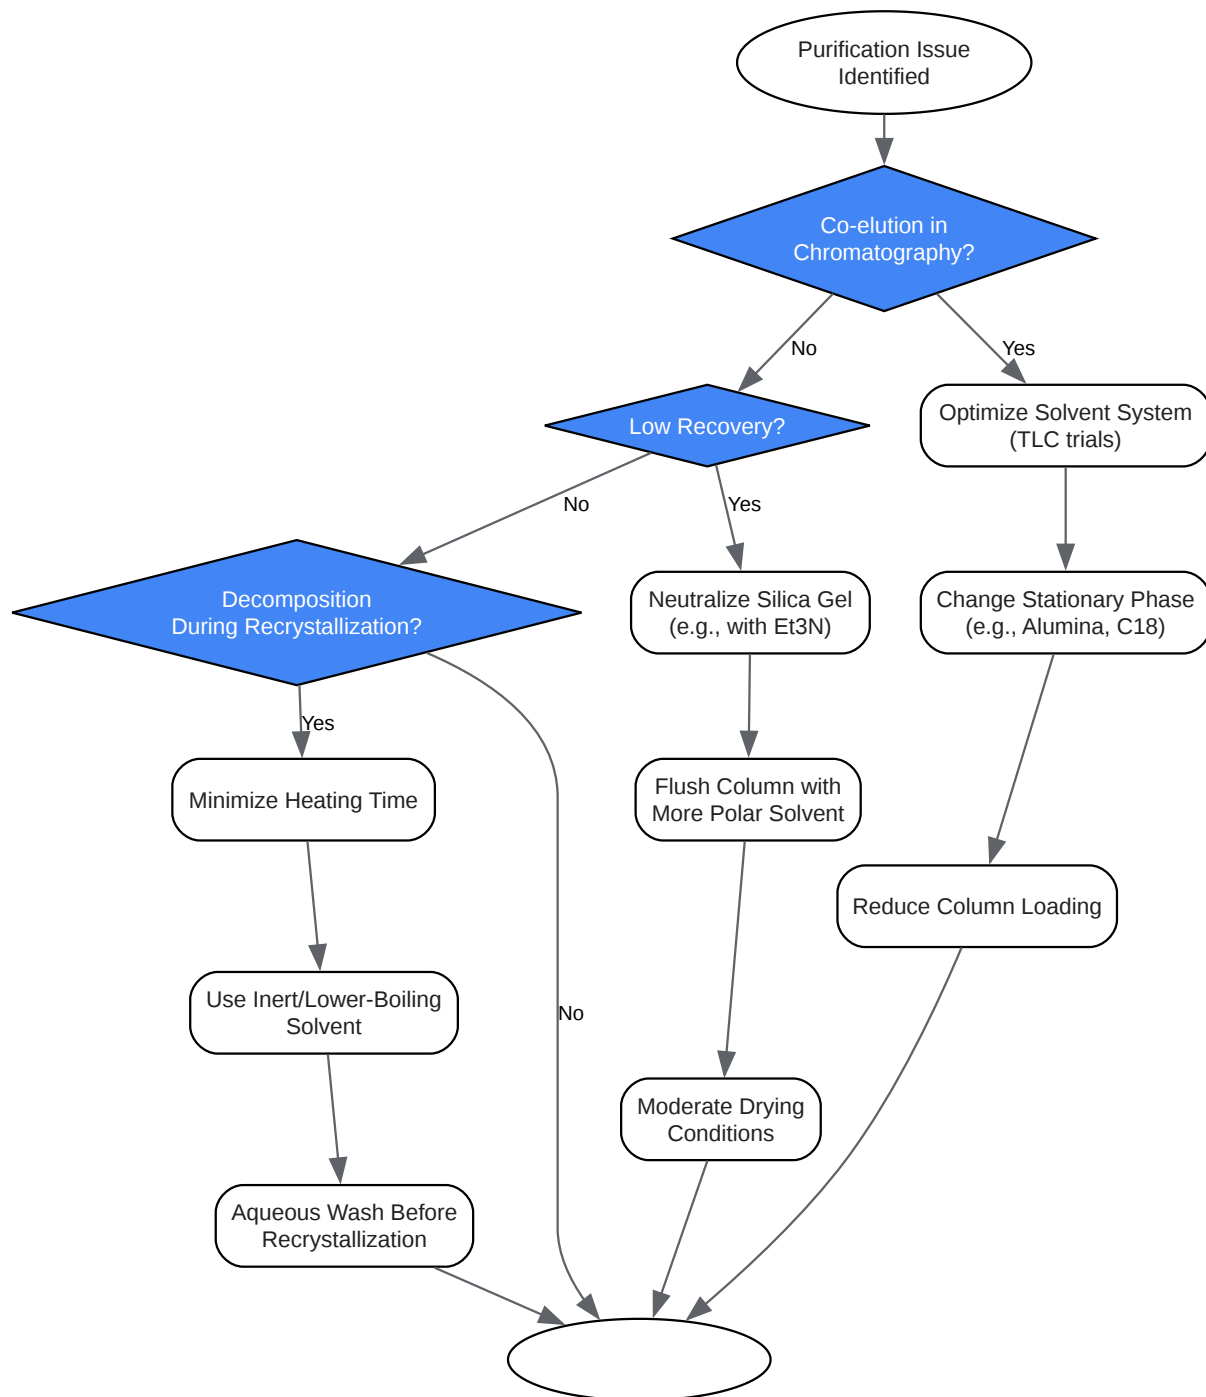 Purification Issue
Identified
Co-elution in
Chromatography?
No
Yes
Low Recovery?
Optimize Solvent System
(TLC trials)
No
Yes
Decomposition
During Recrystallization?
Neutralize Silica Gel
(e.g., with Et3N)
Change Stationary Phase
(e.g., Alumina, C18)
Yes
Minimize Heating Time
Flush Column with
More Polar Solvent
Reduce Column Loading
Use Inert/Lower-Boiling
Solvent
No
Moderate Drying
Conditions
Aqueous Wash Before
Recrystallization